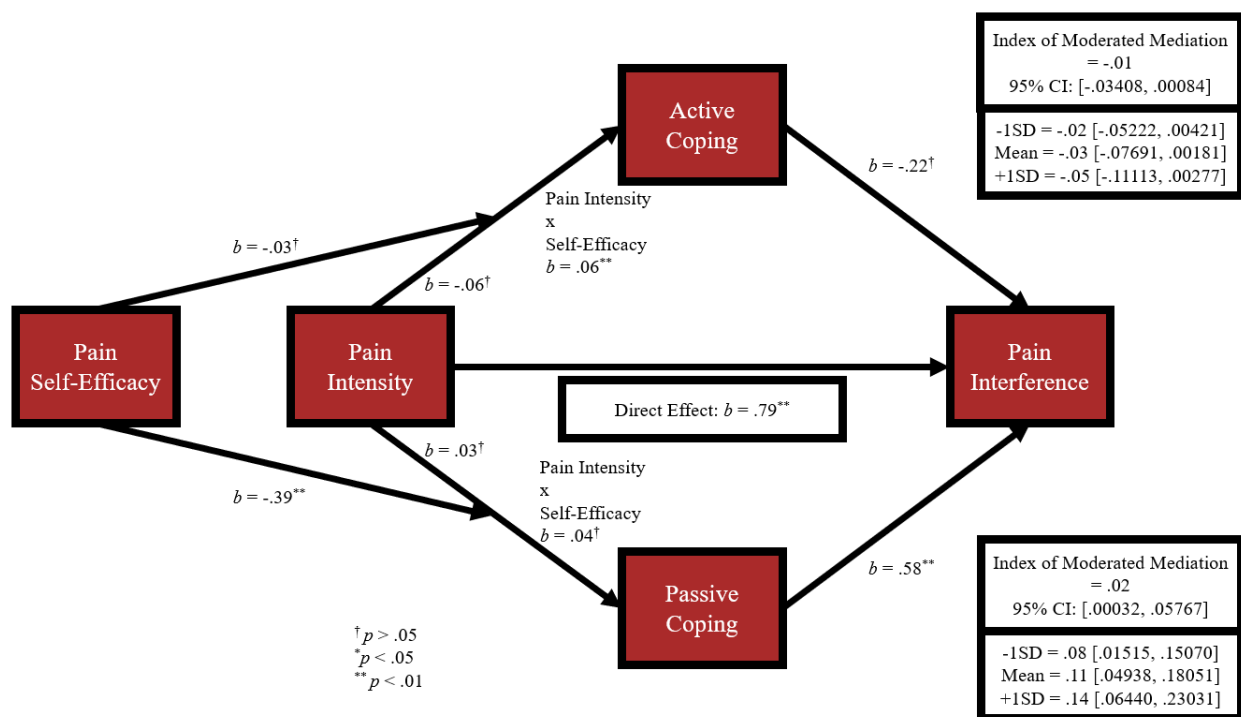 Index of Moderated Mediation
= -.01
95% CI: [-.03408, .00084]
-1SD = -.02 [-.05222, .00421]
Mean = -.03 [-.07691, .00181]
+1SD = -.05 [-.11113, .00277]
Active
Coping
b = -.22†
Pain Intensity
x
Self-Efficacy
b = .06**
b = -.03†
b = -.06†
Pain
Self-Efficacy
Pain
Intensity
Pain
Interference
Direct Effect: b = .79**
b = .03†
Pain Intensity
x
Self-Efficacy
b = .04†
b = -.39**
b = .58**
Passive
Coping
Index of Moderated Mediation
= .02
95% CI: [.00032, .05767]
-1SD = .08 [.01515, .15070]
Mean = .11 [.04938, .18051]
+1SD = .14 [.06440, .23031]
† p > .05
*p < .05
** p < .01